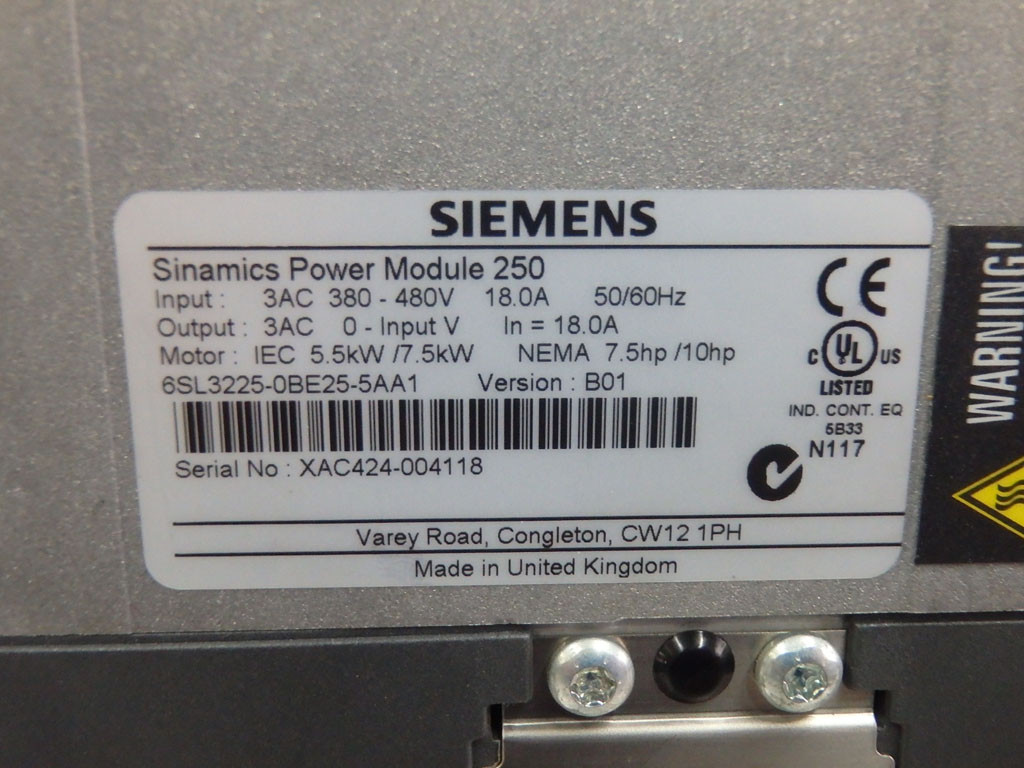 SIEMENS
Sinamics Power Module 250
Input : 3AC 380 - 480V 18.0A 50/60Hz
Output : 3AC 0 - Input V In = 18.0A
Motor : IEC 5.5kW /7.5kW NEMA 7.5hp /10hp
6SL3225-0BE25-5AA1 Version : B01
Serial No : XAC424-004118
CE
C UL US
LISTED
IND. CONT. EQ
5B33
N117
Varey Road, Congleton, CW12 1PH
Made in United Kingdom
WARNING!